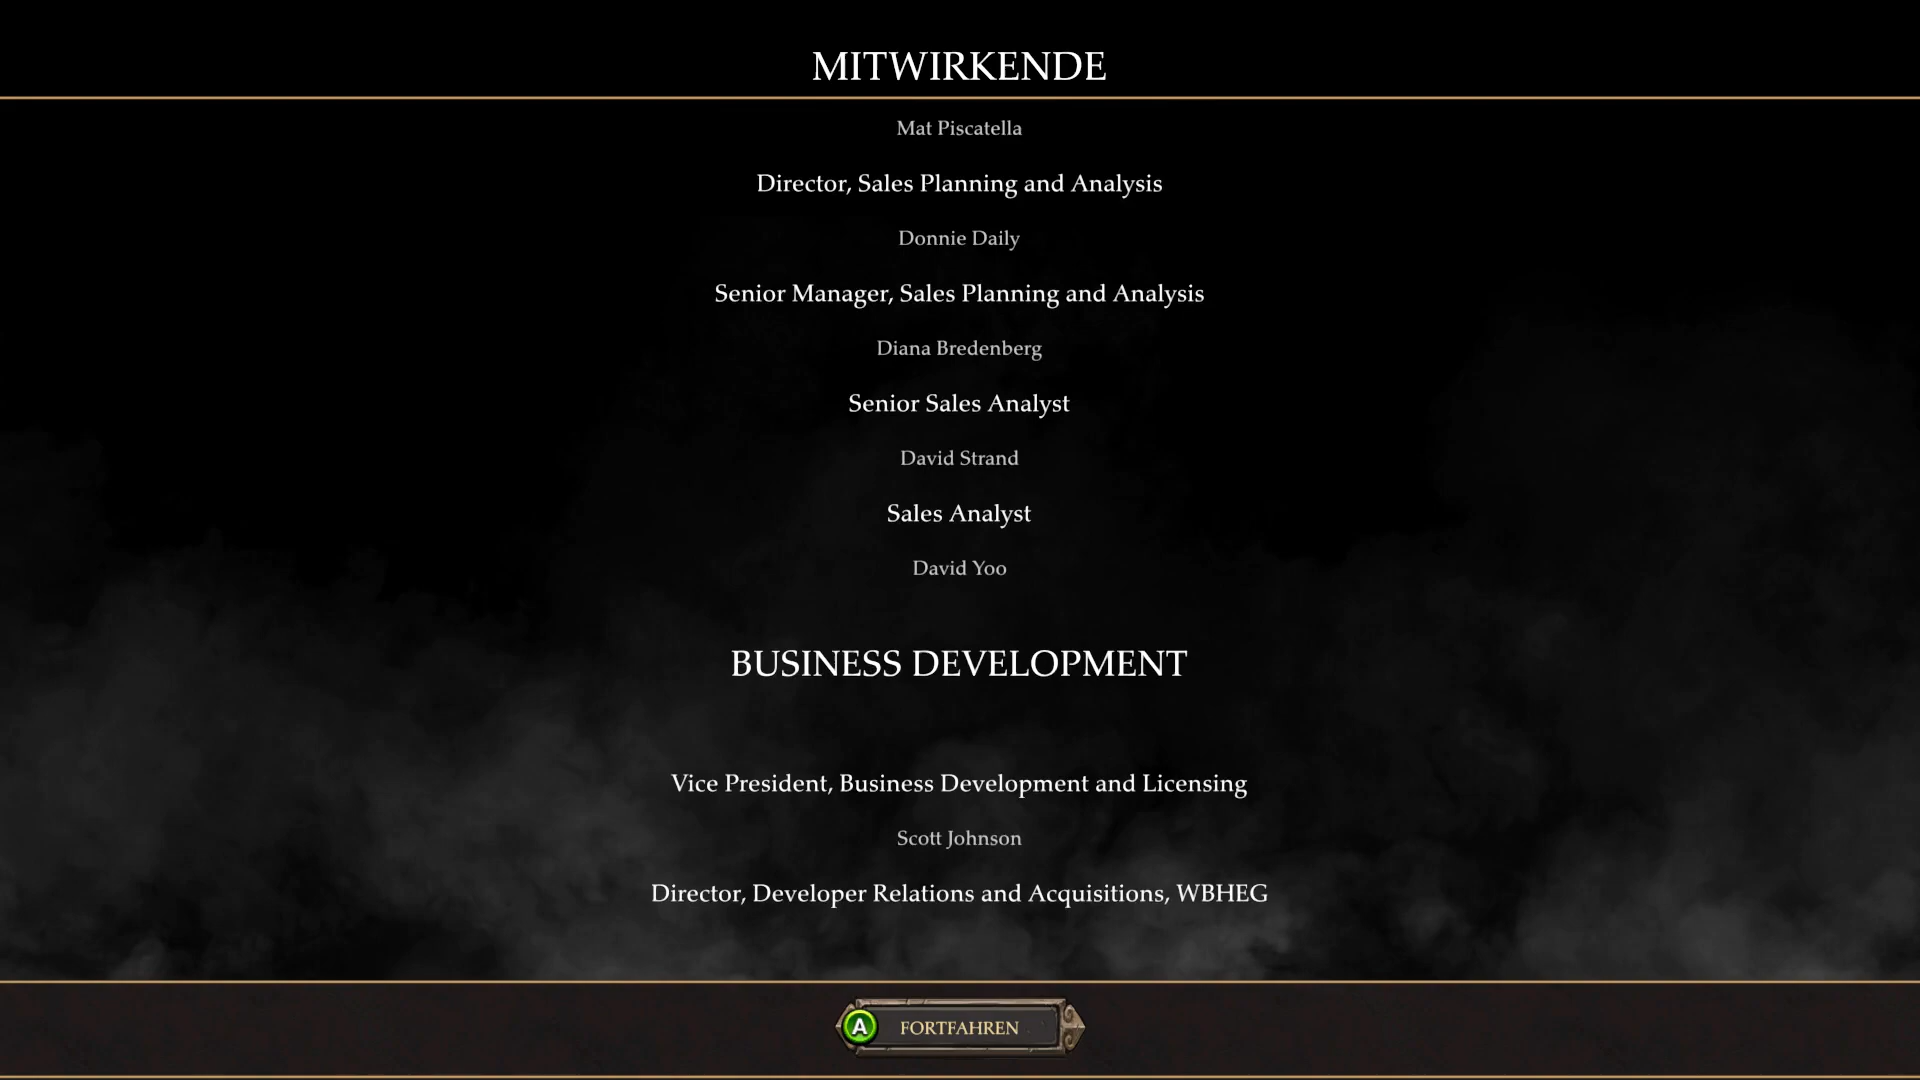 MITWIRKENDE
Mat Piscatella
Director, Sales Planning and Analysis
Donnie Daily
Senior Manager, Sales Planning and Analysis
Diana Bredenberg
Senior Sales Analyst
David Strand
Sales Analyst
David Yoo
BUSINESS DEVELOPMENT
Vice President, Business Development and Licensing
Scott Johnson
Director, Developer Relations and Acquisitions, WBHEG
A FORTFAHREN